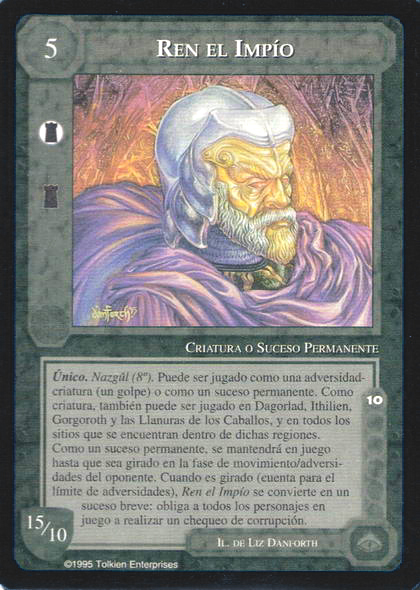 5
REN EL IMPÍO
DANFORTH 95
CRIATURA O SUCESO PERMANENTE
Único. Nazgûl (8º). Puede ser jugado como una adversidad-
criatura (un golpe) o como un suceso permanente. Como
criatura, también puede ser jugado en Dagorlad, Ithilien,
Gorgoroth y las Llanuras de los Caballos, y en todos los
sitios que se encuentran dentro de dichas regiones.
Como un suceso permanente, se mantendrá en juego
hasta que sea girado en la fase de movimiento/adversi-
dades del oponente. Cuando es girado (cuenta para el
límite de adversidades), Ren el Impío se convierte en un
suceso breve: obliga a todos los personajes en
juego a realizar un chequeo de corrupción.
10
15/10
IL. DE LIZ DANFORTH
©1995 Tolkien Enterprises